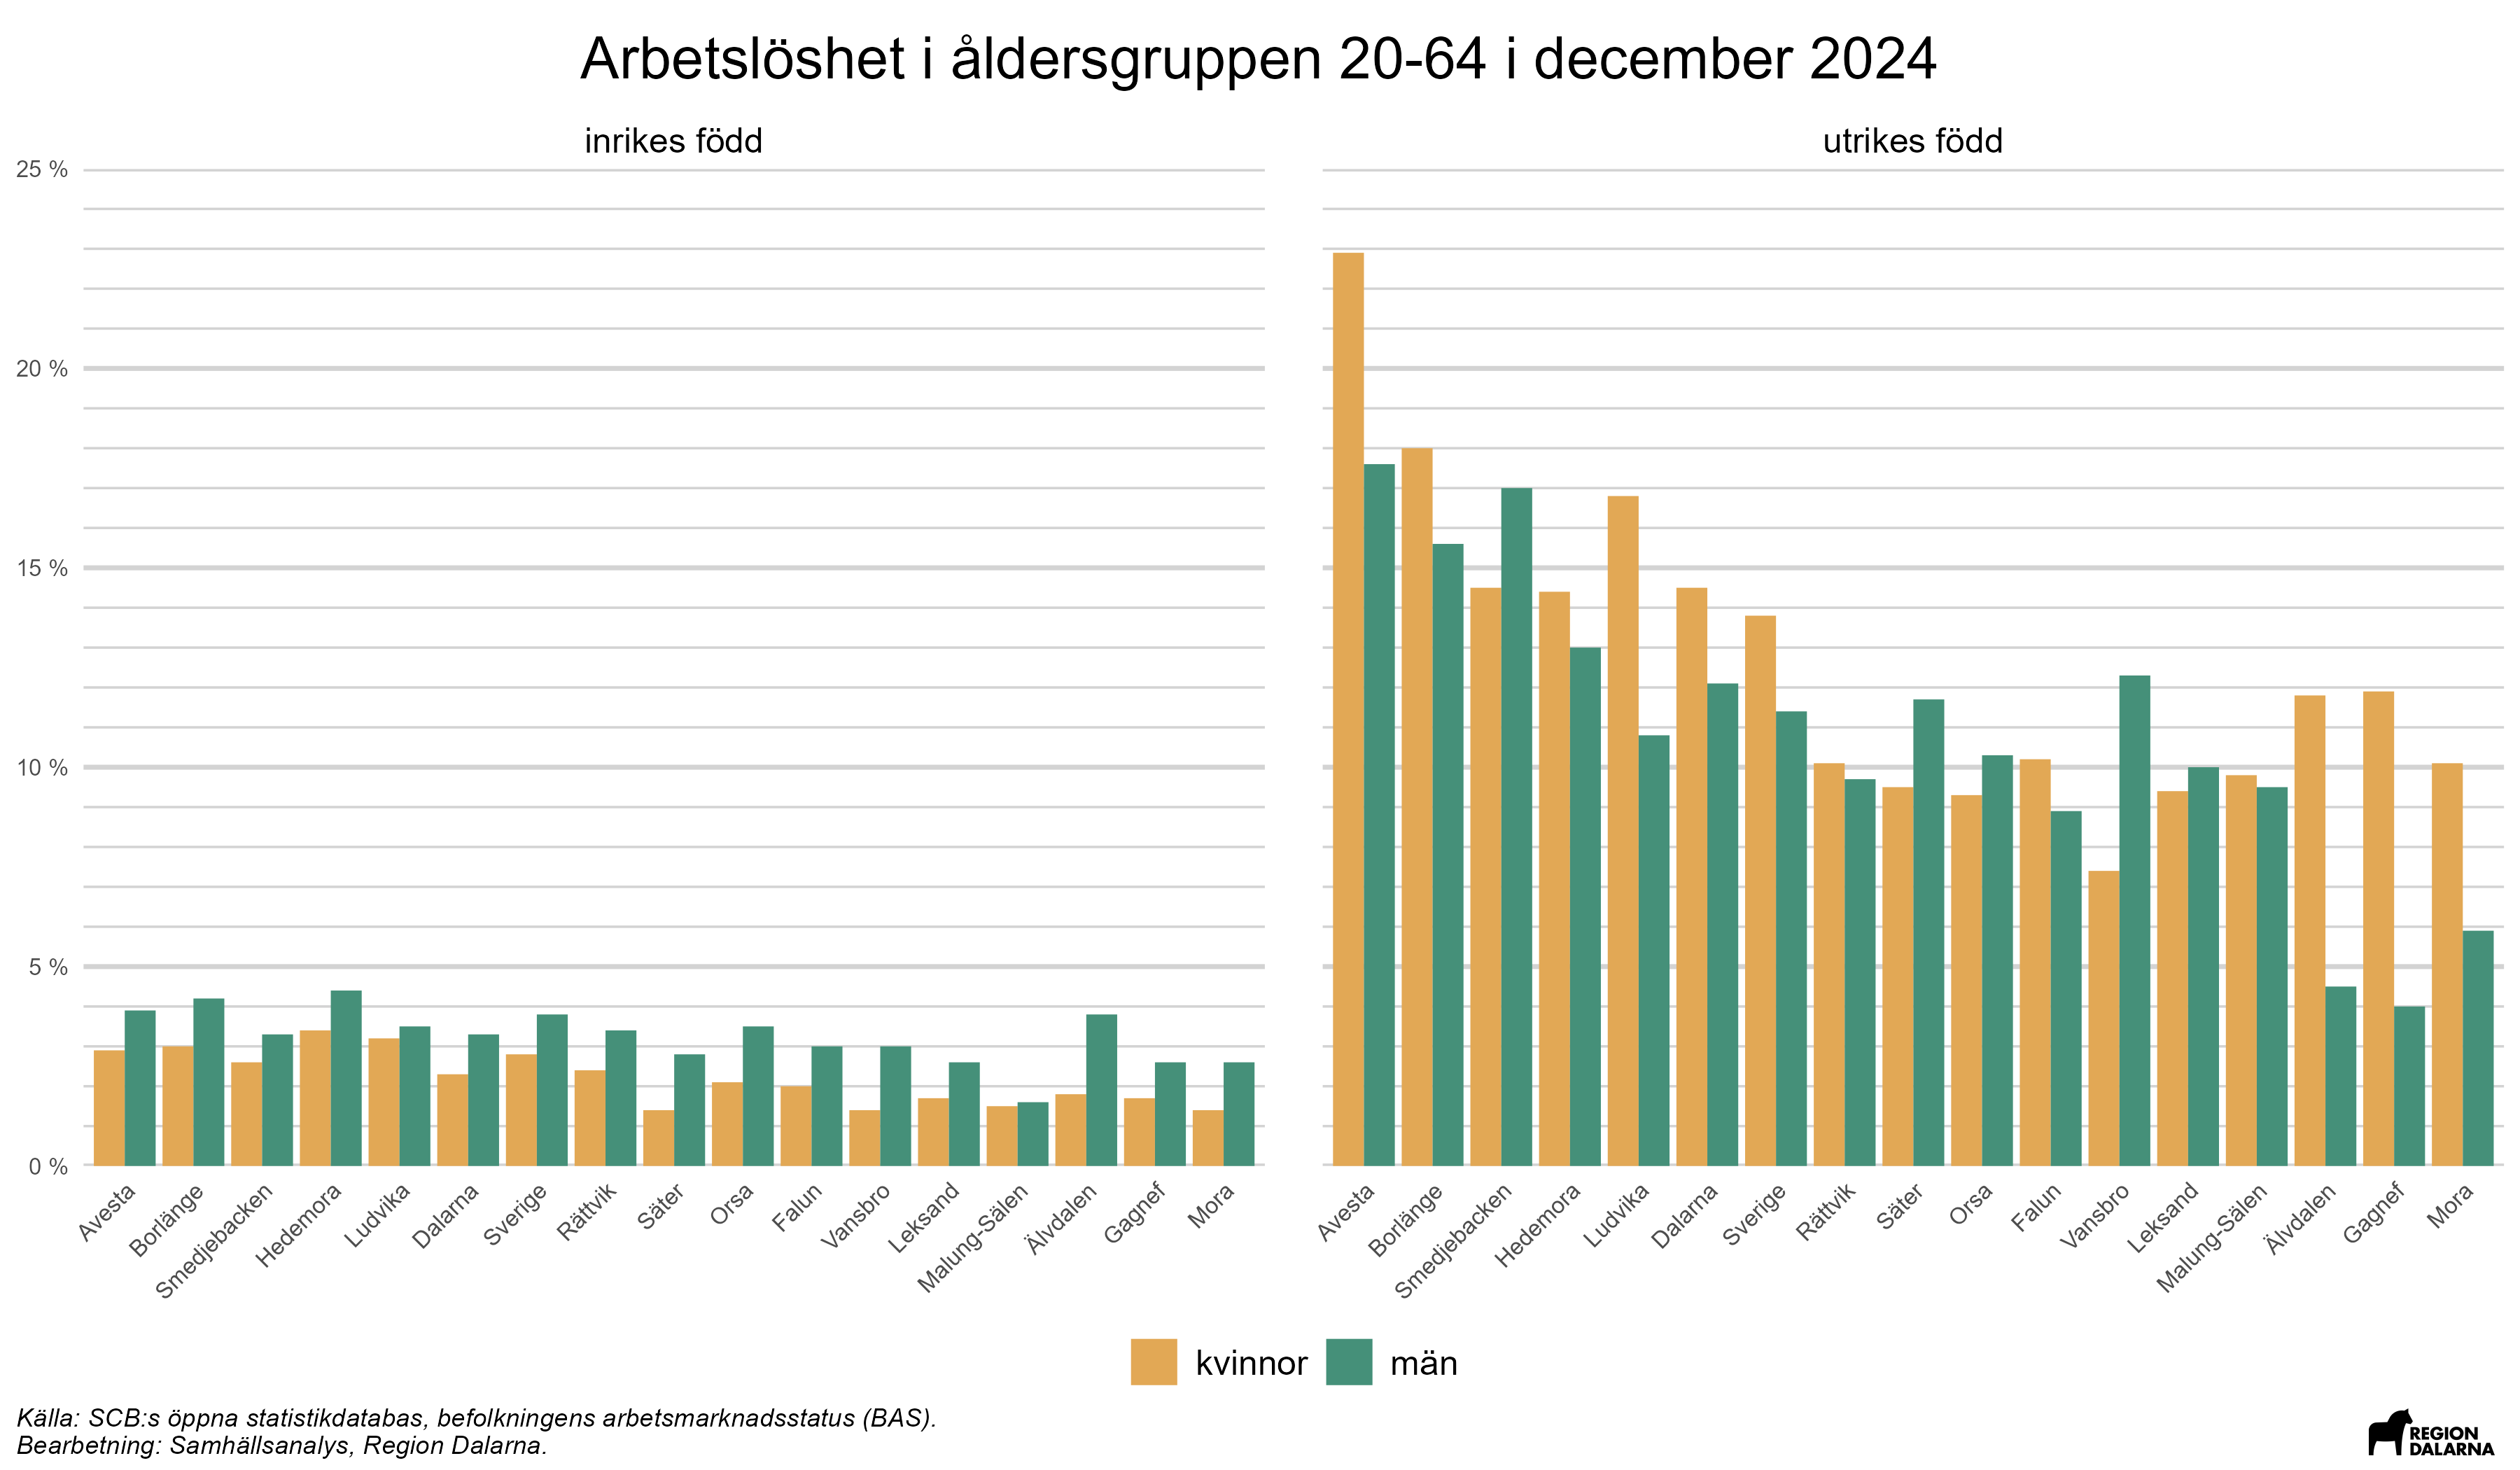 Arbetslöshet i åldersgruppen 20-64 i december 2024
inrikes född
utrikes född
25 %
20 %
15 %
10 %
5 %
0 %
Avesta
Borlänge
Smedjebacken
Hedemora
Ludvika
Dalarna
Sverige
Rättvik
Säter
Orsa
Falun
Vansbro
Leksand
Malung-Sälen
Älvdalen
Gagnef
Mora
Avesta
Borlänge
Smedjebacken
Hedemora
Ludvika
Dalarna
Sverige
Rättvik
Säter
Orsa
Falun
Vansbro
Leksand
Malung-Sälen
Älvdalen
Gagnef
Mora
kvinnor
män
Källa: SCB:s öppna statistikdatabas, befolkningens arbetsmarknadsstatus (BAS).
Bearbetning: Samhällsanalys, Region Dalarna.
REGION
DALARNA